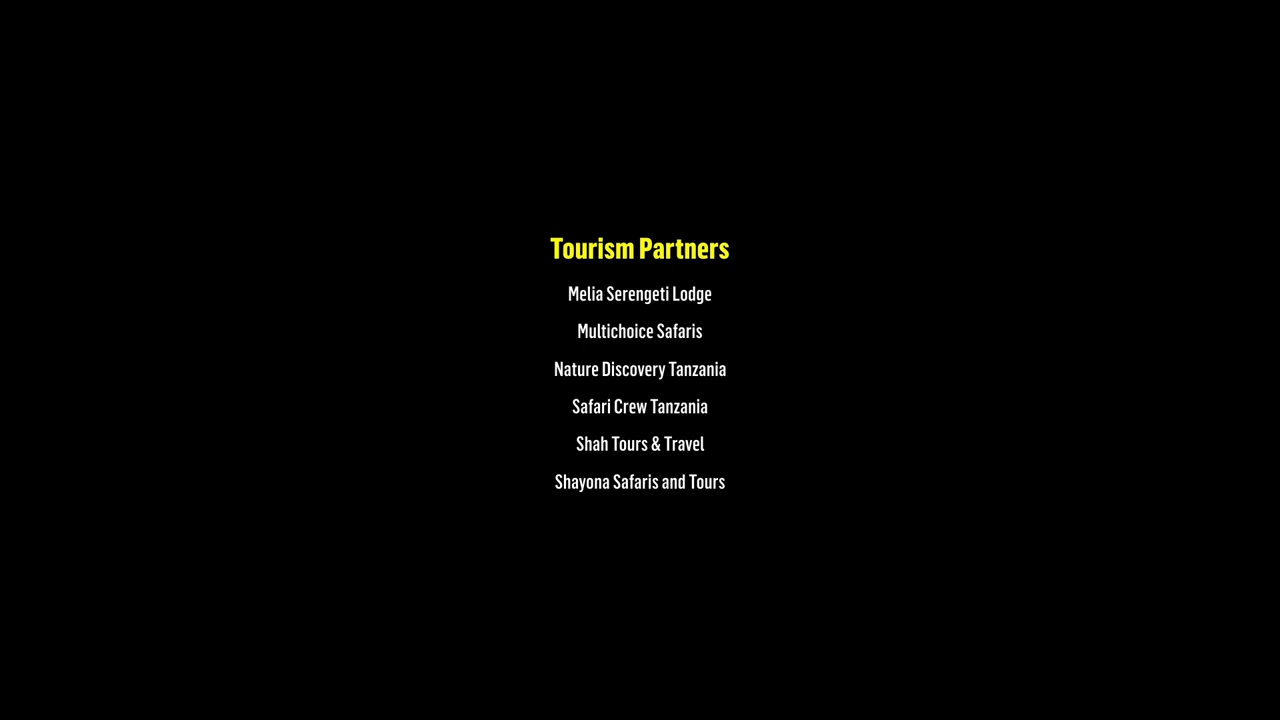 Tourism Partners
Melia Serengeti Lodge
Multichoice Safaris
Nature Discovery Tanzania
Safari Crew Tanzania
Shah Tours & Travel
Shayona Safaris and Tours